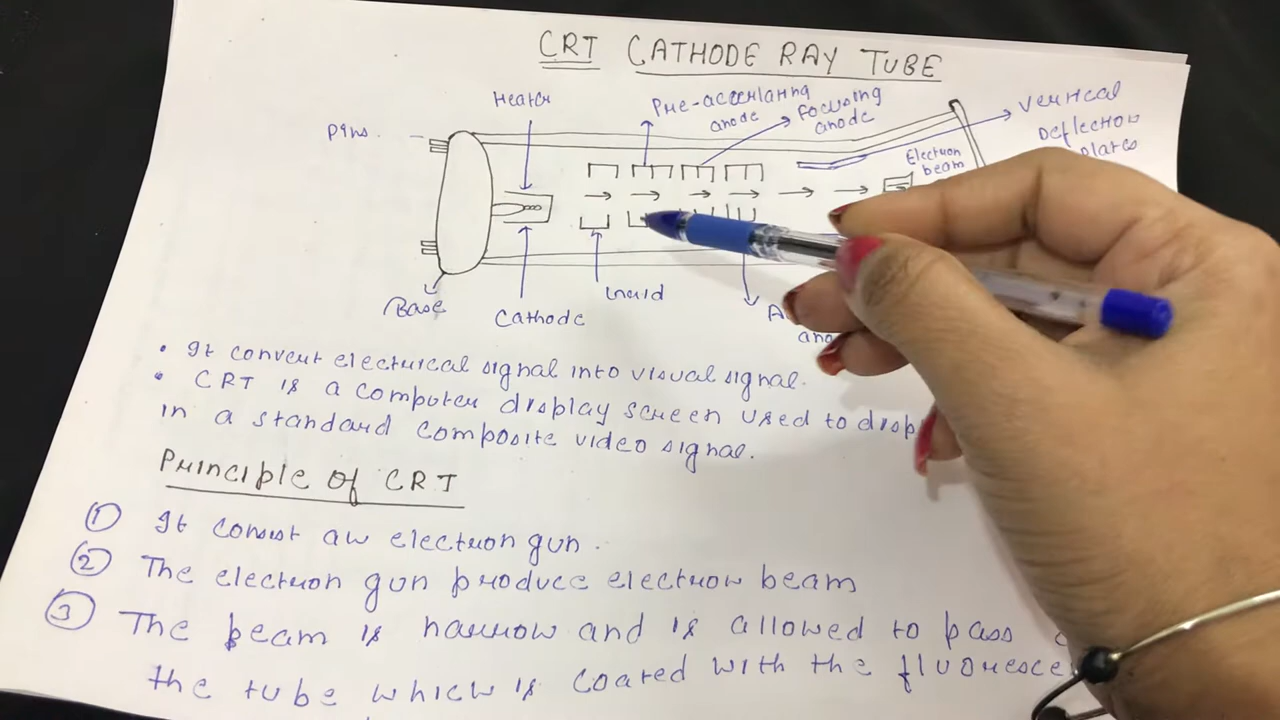 CRT CATHODE RAY TUBE
Heater
Pre-accerlating
anode
focusing
anode
Vertical
Deflection
plates
Pins.
Electron
beam
Base
Cathode
Grid
• It convert electrical signal into visual signal.
• CRT is a computer display screen used to
in a standard composite video signal.
Principle of CRT
1 It consist an electron gun.
2 The electron gun produce electron beam
3 The beam is narrow and is allowed to pass
the tube which is coated with the